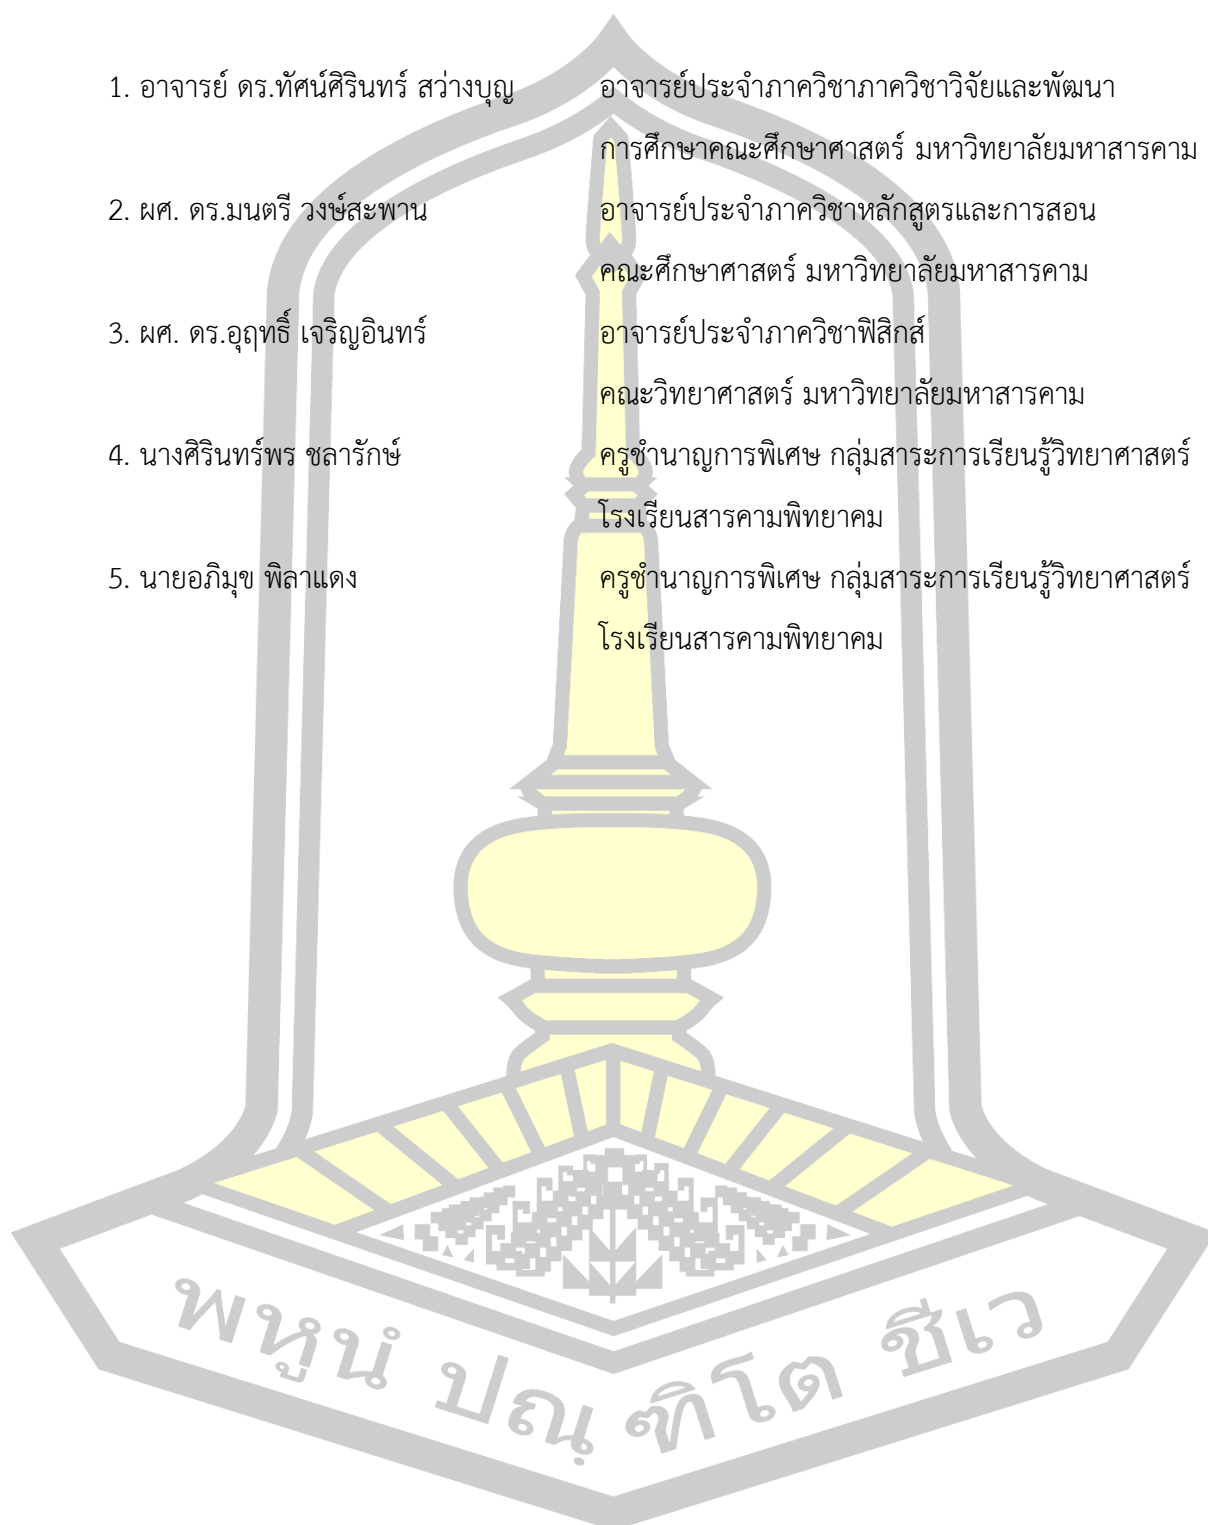 1. อาจารย์ ดร.ทัศน์ศิรินทร์ สว่างบุญ อาจารย์ประจำภาควิชาภาควิชาวิจัยและพัฒนา
การศึกษาคณะศึกษาศาสตร์ มหาวิทยาลัยมหาสารคาม
2. ผศ. ดร.มนตรี วงษ์สะพาน อาจารย์ประจำภาควิชาหลักสูตรและการสอน
คณะศึกษาศาสตร์ มหาวิทยาลัยมหาสารคาม
3. ผศ. ดร.อุฤทธิ์ เจริญอินทร์ อาจารย์ประจำภาควิชาฟิสิกส์
คณะวิทยาศาสตร์ มหาวิทยาลัยมหาสารคาม
4. นางศิรินทร์พร ชลารักษ์ ครูชำนาญการพิเศษ กลุ่มสาระการเรียนรู้วิทยาศาสตร์
โรงเรียนสารคามพิทยาคม
5. นายอภิมุข พิลาแดง ครูชำนาญการพิเศษ กลุ่มสาระการเรียนรู้วิทยาศาสตร์
โรงเรียนสารคามพิทยาคม
พหูนํ ปณฺฑิโต ชีเว